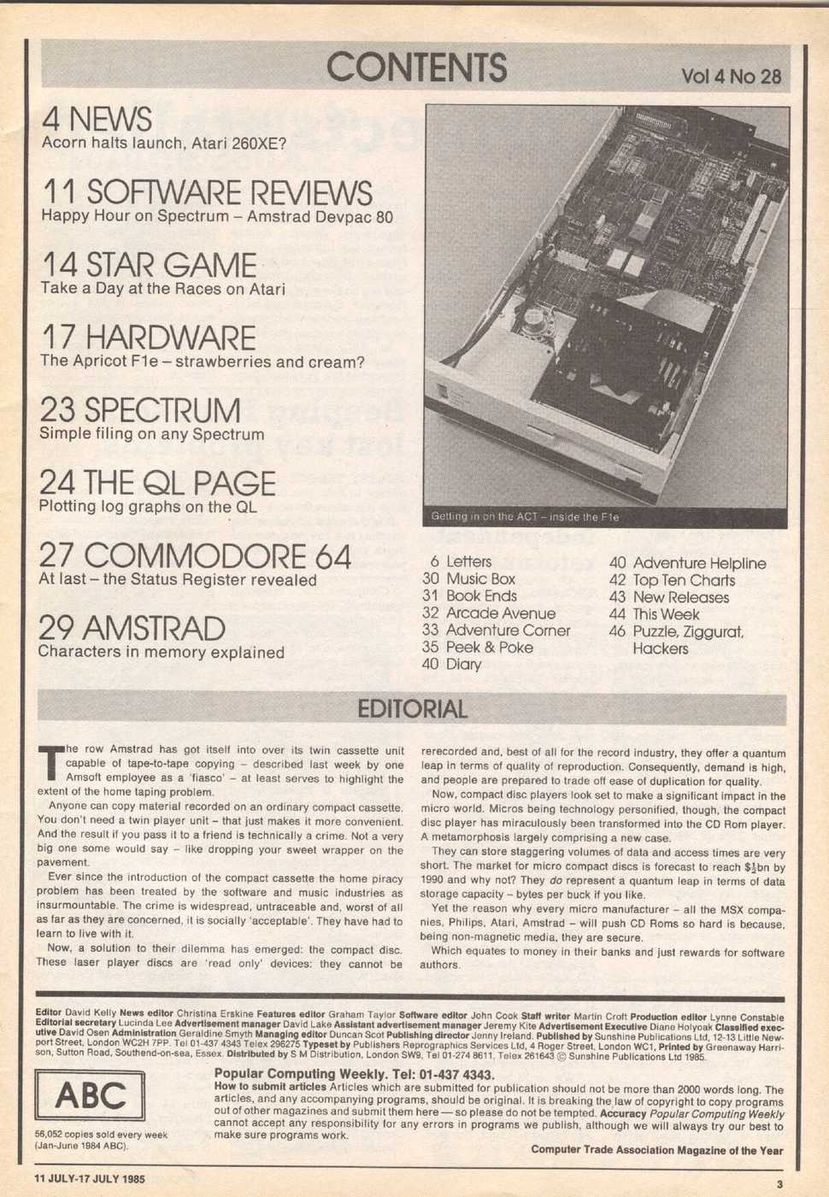 CONTENTS
Vol 4 No 28
4 NEWS
Acorn halts launch, Atari 260XE?
11 SOFTWARE REVIEWS
Happy Hour on Spectrum – Amstrad Devpac 80
14 STAR GAME
Take a Day at the Races on Atari
17 HARDWARE
The Apricot F1e – strawberries and cream?
23 SPECTRUM
Simple filing on any Spectrum
24 THE QL PAGE
Plotting log graphs on the QL
27 COMMODORE 64
At last – the Status Register revealed
29 AMSTRAD
Characters in memory explained
Getting in on the ACT – inside the F1e
6 Letters
30 Music Box
31 Book Ends
32 Arcade Avenue
33 Adventure Corner
35 Peek & Poke
40 Diary
40 Adventure Helpline
42 Top Ten Charts
43 New Releases
44 This Week
46 Puzzle, Ziggurat,
Hackers
EDITORIAL
The row Amstrad has got itself into over its twin cassette unit
capable of tape-to-tape copying – described last week by one
Amsoft employee as a 'fiasco' – at least serves to highlight the
extent of the home taping problem.
Anyone can copy material recorded on an ordinary compact cassette.
You don't need a twin player unit – that just makes it more convenient.
And the result if you pass it to a friend is technically a crime. Not a very
big one some would say – like dropping your sweet wrapper on the
pavement.
Ever since the introduction of the compact cassette the home piracy
problem has been treated by the software and music industries as
insurmountable. The crime is widespread, untraceable and, worst of all
as far as they are concerned, it is socially 'acceptable'. They have had to
learn to live with it.
Now, a solution to their dilemma has emerged: the compact disc.
These laser player discs are 'read only' devices: they cannot be
rerecorded and, best of all for the record industry, they offer a quantum
leap in terms of quality of reproduction. Consequently, demand is high,
and people are prepared to trade off ease of duplication for quality.
Now, compact disc players look set to make a significant impact in the
micro world. Micros being technology personified, though, the compact
disc player has miraculously been transformed into the CD Rom player.
A metamorphosis largely comprising a new case.
They can store staggering volumes of data and access times are very
short. The market for micro compact discs is forecast to reach $½bn by
1990 and why not? They do represent a quantum leap in terms of data
storage capacity – bytes per buck if you like.
Yet the reason why every micro manufacturer – all the MSX compa-
nies, Philips, Atari, Amstrad – will push CD Roms so hard is because,
being non-magnetic media, they are secure.
Which equates to money in their banks and just rewards for software
authors.
Editor David Kelly News editor Christina Erskine Features editor Graham Taylor Software editor John Cook Staff writer Martin Croft Production editor Lynne Constable
Editorial secretary Lucinda Lee Advertisement manager David Lake Assistant advertisement manager Jeremy Kite Advertisement Executive Diane Holyoak Classified exec-
utive David Osen Administration Geraldine Smyth Managing editor Duncan Scot Publishing director Jenny Ireland. Published by Sunshine Publications Ltd, 12-13 Little New-
port Street, London WC2H 7PP. Tel 01-437 4343 Telex 296275 Typeset by Publishers Reprographics Services Ltd, 4 Roger Street, London WC1, Printed by Greenaway Harri-
son, Sutton Road, Southend-on-sea, Essex. Distributed by S M Distribution, London SW9, Tel 01-274 8611, Telex 261643 © Sunshine Publications Ltd 1985.
ABC
56,052 copies sold every week
(Jan-June 1984 ABC).
Popular Computing Weekly. Tel: 01-437 4343.
How to submit articles Articles which are submitted for publication should not be more than 2000 words long. The
articles, and any accompanying programs, should be original. It is breaking the law of copyright to copy programs
out of other magazines and submit them here — so please do not be tempted. Accuracy Popular Computing Weekly
cannot accept any responsibility for any errors in programs we publish, although we will always try our best to
make sure programs work.
Computer Trade Association Magazine of the Year
11 JULY-17 JULY 1985
3